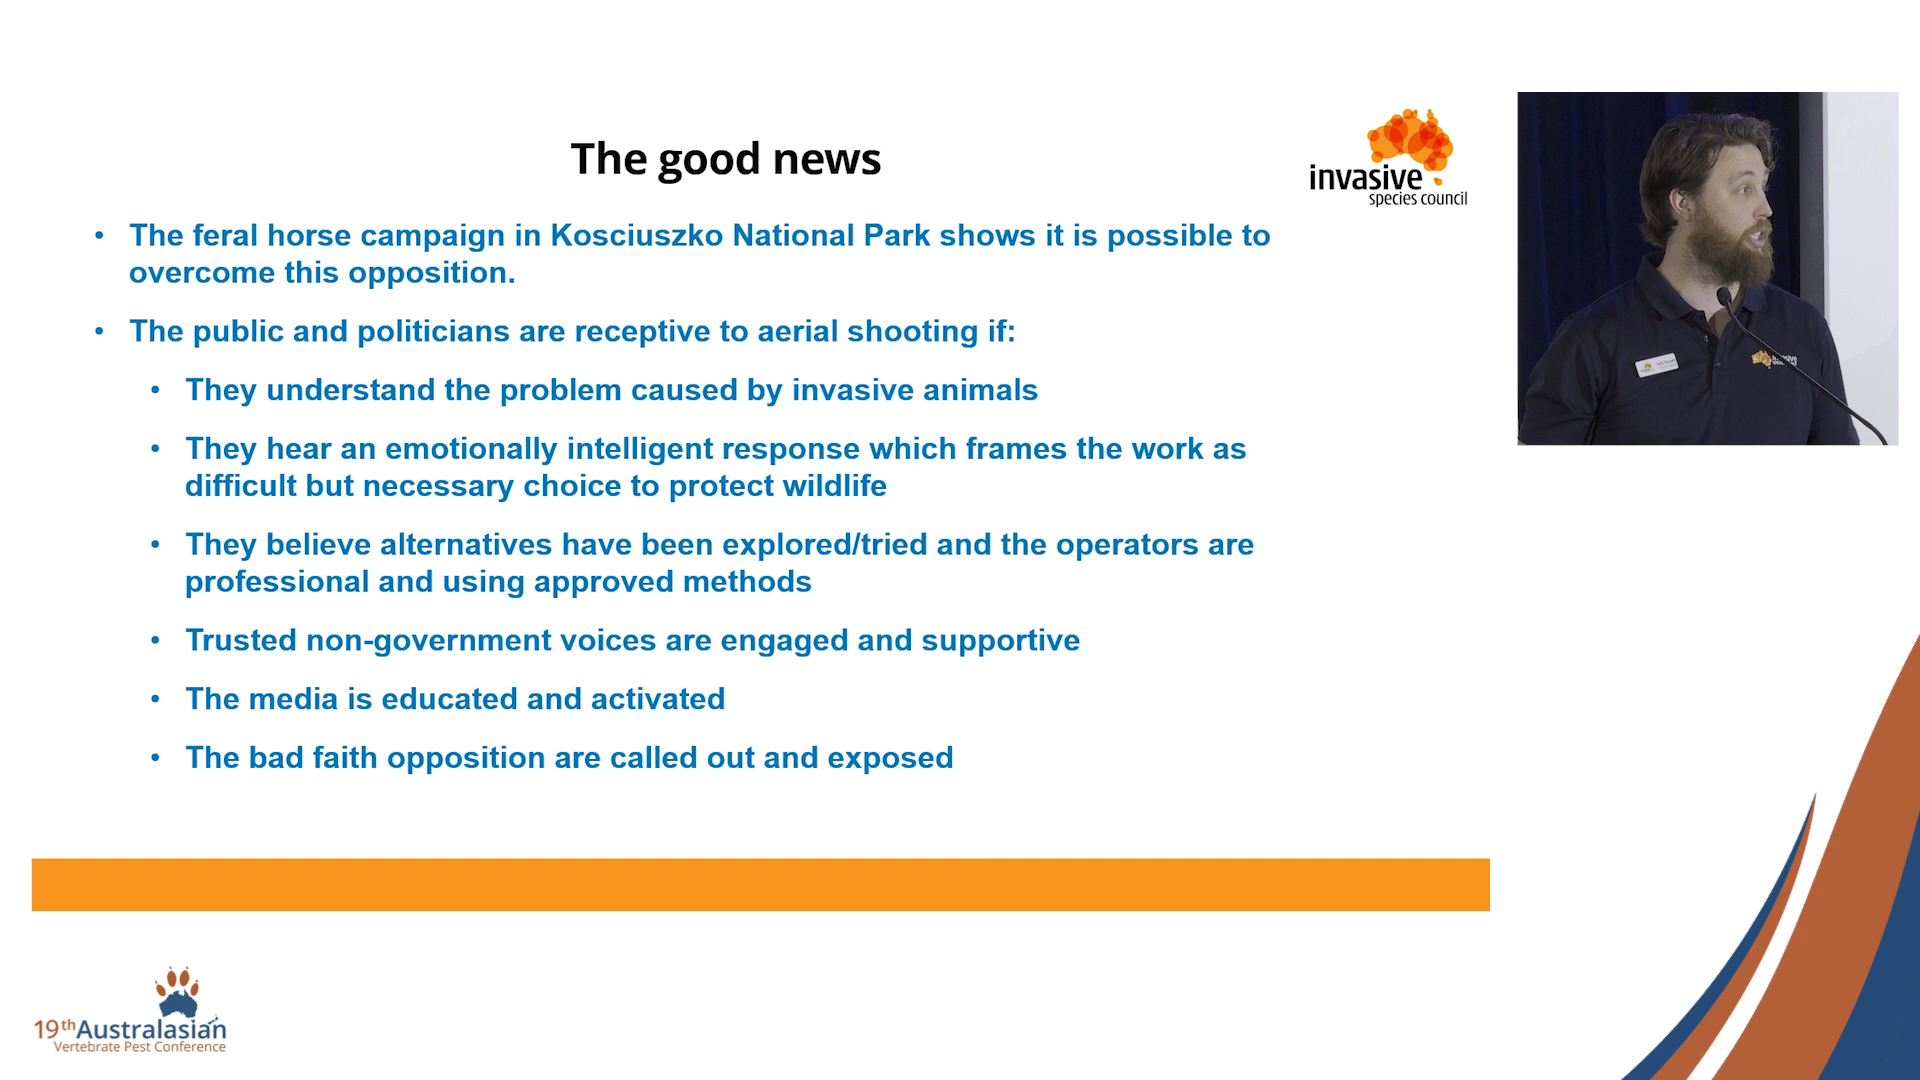 The good news
invasive
species council
• The feral horse campaign in Kosciuszko National Park shows it is possible to
overcome this opposition.
• The public and politicians are receptive to aerial shooting if:
• They understand the problem caused by invasive animals
• They hear an emotionally intelligent response which frames the work as
difficult but necessary choice to protect wildlife
• They believe alternatives have been explored/tried and the operators are
professional and using approved methods
• Trusted non-government voices are engaged and supportive
• The media is educated and activated
• The bad faith opposition are called out and exposed
19th Australasian
Vertebrate Pest Conference